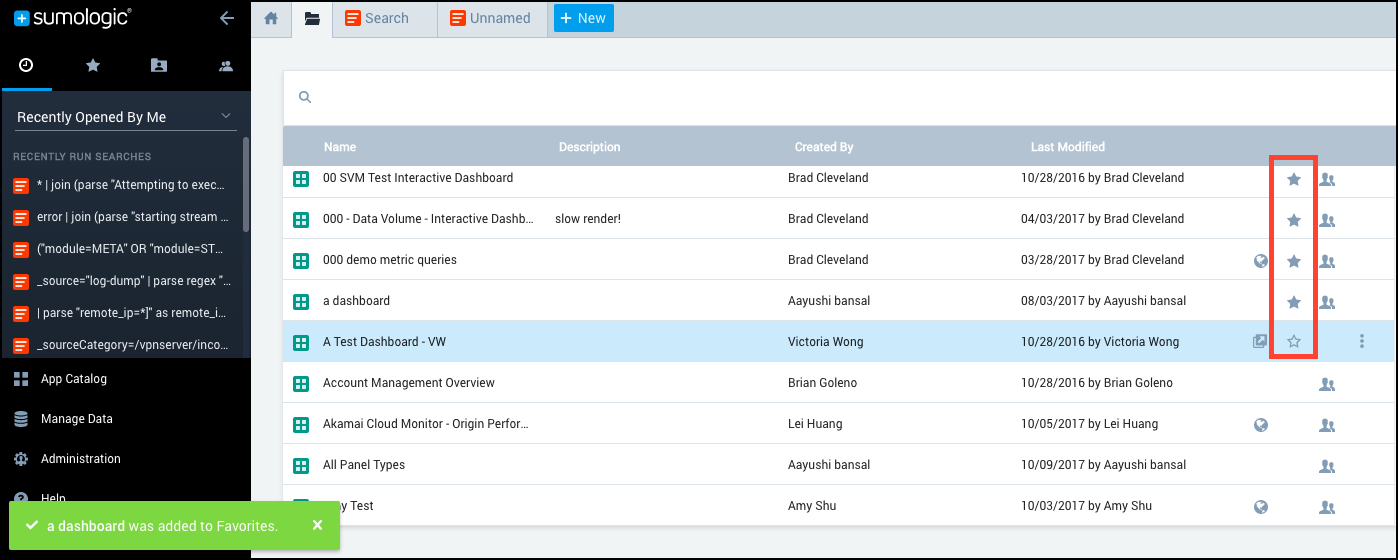 sumologic
Search
Unnamed
+ New
Recently Opened By Me
RECENTLY RUN SEARCHES
* | join (parse "Attempting to exec...
error | join (parse "starting stream ...
("module=META" OR "module=ST...
_source="log-dump" | parse regex "...
| parse "remote_ip=*]" as remote_i...
_sourceCategory=/vpnserver/inco...
App Catalog
Manage Data
Administration
Help
a dashboard was added to Favorites.
Name Description Created By Last Modified
00 SVM Test Interactive Dashboard Brad Cleveland 10/28/2016 by Brad Cleveland
000 - Data Volume - Interactive Dashb... slow render! Brad Cleveland 04/03/2017 by Brad Cleveland
000 demo metric queries Brad Cleveland 03/28/2017 by Brad Cleveland
a dashboard Aayushi bansal 08/03/2017 by Aayushi bansal
A Test Dashboard - VW Victoria Wong 10/28/2016 by Victoria Wong
Account Management Overview Brian Goleno 10/28/2016 by Brian Goleno
Akamai Cloud Monitor - Origin Perfor... Lei Huang 10/05/2017 by Lei Huang
All Panel Types Aayushi bansal 10/09/2017 by Aayushi bansal
Test Amy Shu 10/03/2017 by Amy Shu